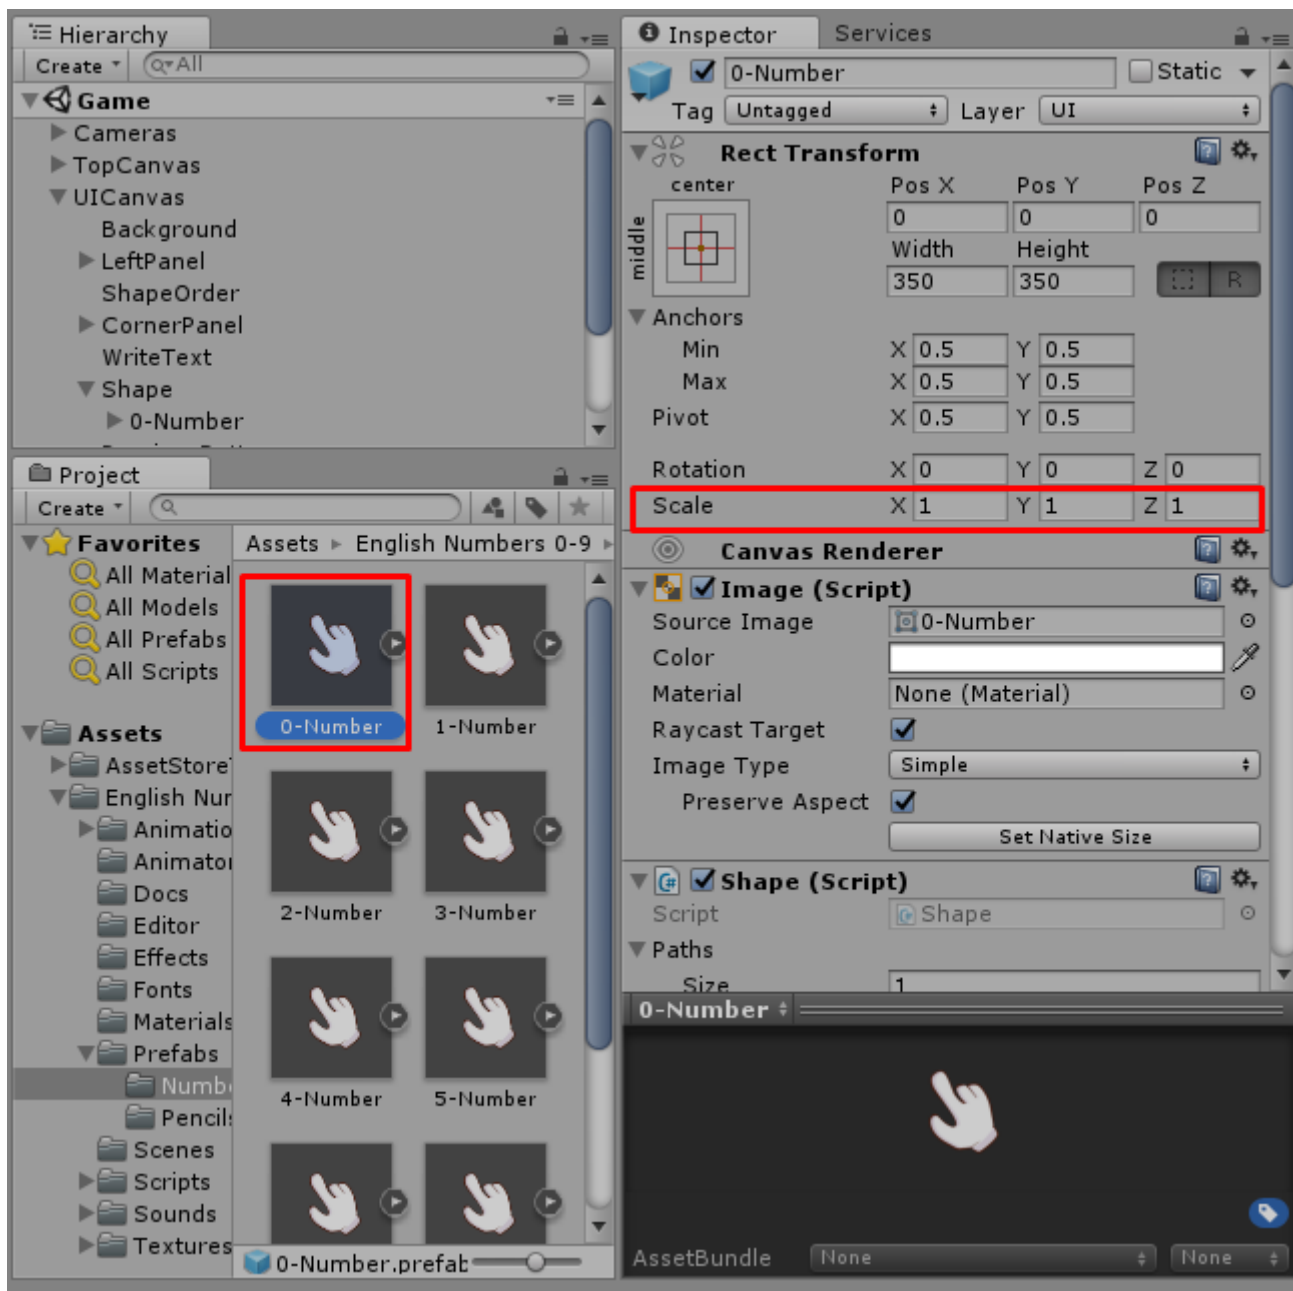 Hierarchy
Create
All
Game
Cameras
TopCanvas
UICanvas
Background
LeftPanel
ShapeOrder
CornerPanel
WriteText
Shape
0-Number
Project
Create
Favorites
All Material
All Models
All Prefabs
All Scripts
Assets
AssetStore
English Nur
Animatio
Animator
Docs
Editor
Effects
Fonts
Materials
Prefabs
Numb
Pencil
Scenes
Scripts
Sounds
Textures
Assets English Numbers 0-9
0-Number 1-Number
2-Number 3-Number
4-Number 5-Number
0-Number.prefab
Inspector Services
0-Number Static
Tag Untagged Layer UI
Rect Transform
center Pos X Pos Y Pos Z
middle
0 0 0
Width Height
350 350 R
Anchors
Min X 0.5 Y 0.5
Max X 0.5 Y 0.5
Pivot X 0.5 Y 0.5
Rotation X 0 Y 0 Z 0
Scale X 1 Y 1 Z 1
Canvas Renderer
Image (Script)
Source Image 0-Number
Color
Material None (Material)
Raycast Target
Image Type Simple
Preserve Aspect
Set Native Size
Shape (Script)
Script Shape
Paths
Size 1
0-Number
AssetBundle None None